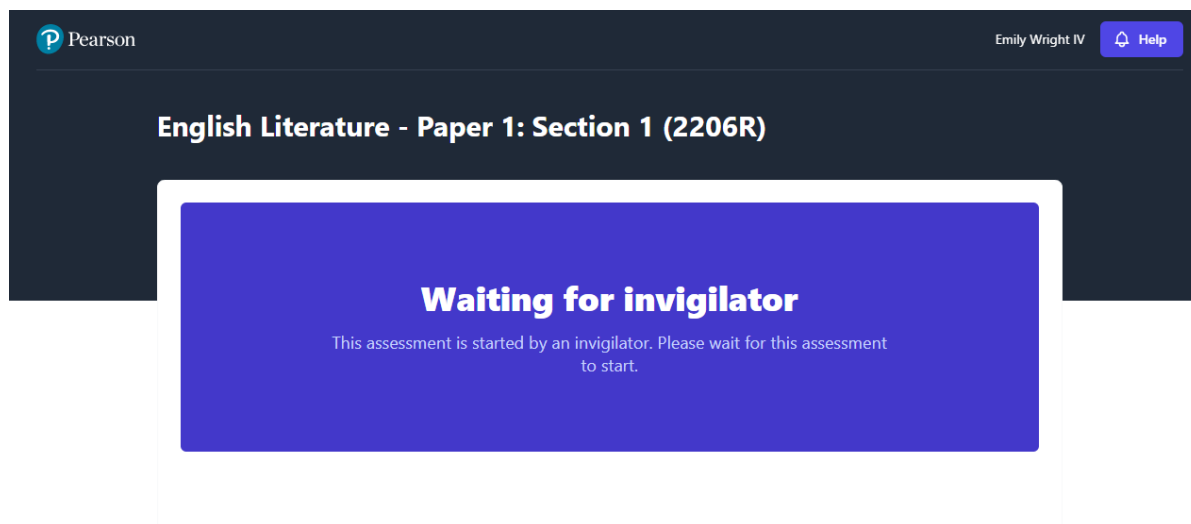 Pearson
Emily Wright IV
Help
English Literature - Paper 1: Section 1 (2206R)
Waiting for invigilator
This assessment is started by an invigilator. Please wait for this assessment
to start.